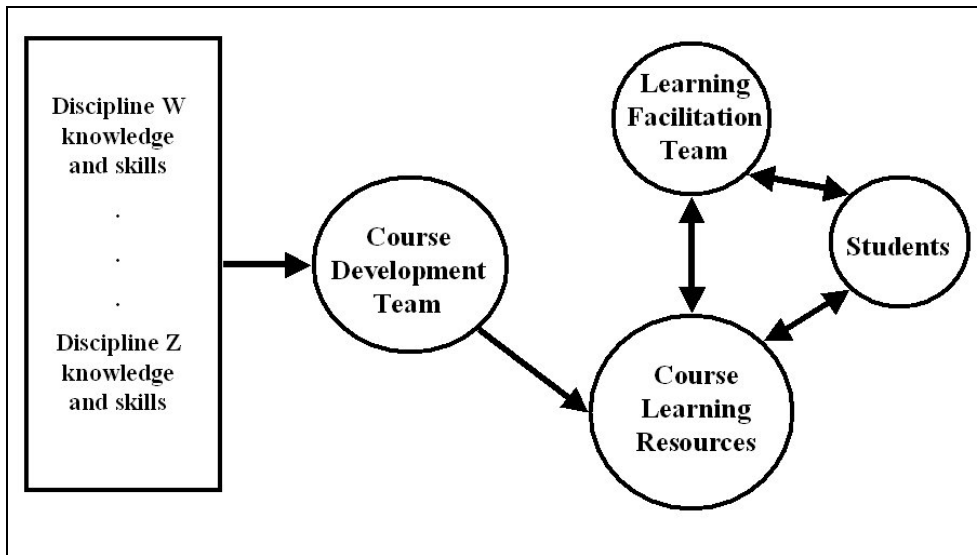 Discipline W
knowledge
and skills
.
.
.
Discipline Z
knowledge
and skills
Course
Development
Team
Learning
Facilitation
Team
Students
Course
Learning
Resources